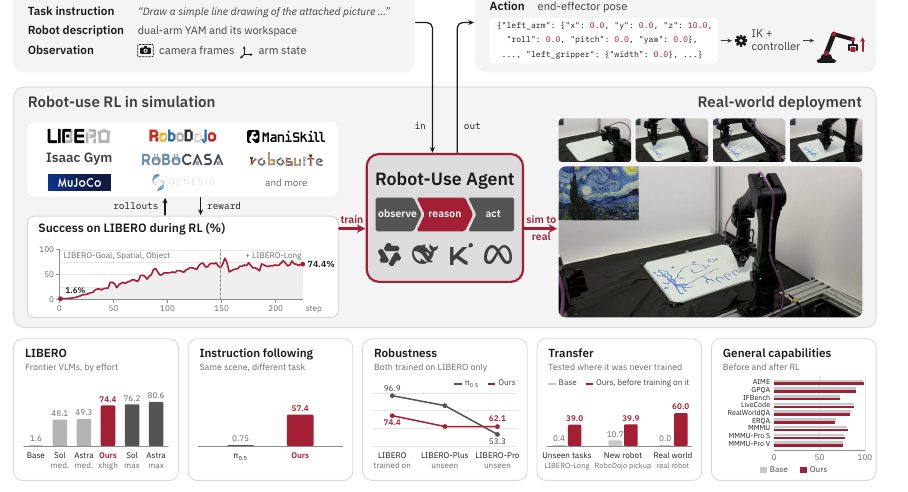 Task instruction "Draw a simple line drawing of the attached picture ..."
Robot description dual-arm YAM and its workspace
Observation camera frames arm state
Action end-effector pose
{"left_arm": {"x": 0.0, "y": 0.0, "z": 10.0,
"roll": 0.0, "pitch": 0.0, "yaw": 0.0},
..., "left_gripper": {"width": 0.0}, ...}
IK +
controller
in
out
Robot-use RL in simulation
LIBERO RoboDojo ManiSkill
Isaac Gym ROBOCASA robosuite
MuJoCo GENESIS and more
rollouts reward
Success on LIBERO during RL (%)
LIBERO-Goal, Spatial, Object + LIBERO-Long
100
50
0
1.6%
74.4%
0 50 100 150 200 step
train
Robot-Use Agent
observe reason act
sim to
real
Real-world deployment
LIBERO
Frontier VLMs, by effort
1.6 48.1 49.3 74.4 76.2 80.6
Base Sol Astra Ours Sol Astra
med. med. xhigh max max
Instruction following
Same scene, different task
0.75 57.4
π0.5 Ours
Robustness
Both trained on LIBERO only
π0.5 Ours
96.9
74.4
62.1
53.3
LIBERO LIBERO-Plus LIBERO-Pro
trained on unseen unseen
Transfer
Tested where it was never trained
Base Ours, before training on it
0.4 39.0 10.7 39.9 0.0 60.0
Unseen tasks New robot Real world
LIBERO-Long RoboDojo pickup real robot
General capabilities
Before and after RL
AIME
GPQA
IFBench
LiveCode
RealWorldQA
ERQA
MMMU
MMMU-Pro S
MMMU-Pro V
0 50 100
Base Ours